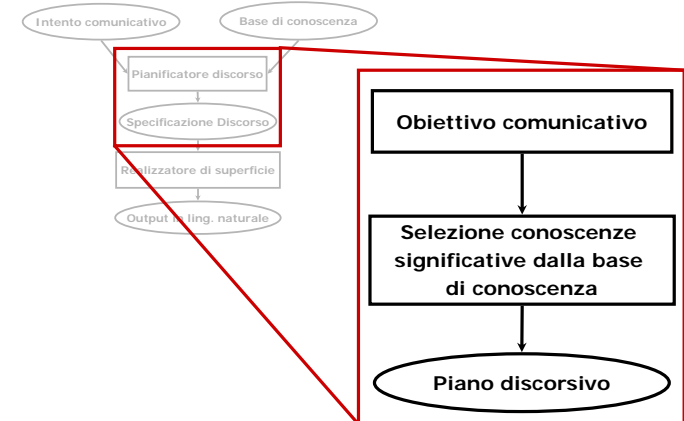 Intento comunicativo
Base di conoscenza
Pianificatore discorso
Specificazione Discorso
Realizzatore di superficie
Output in ling. naturale
Obiettivo comunicativo
Selezione conoscenze
significative dalla base
di conoscenza
Piano discorsivo